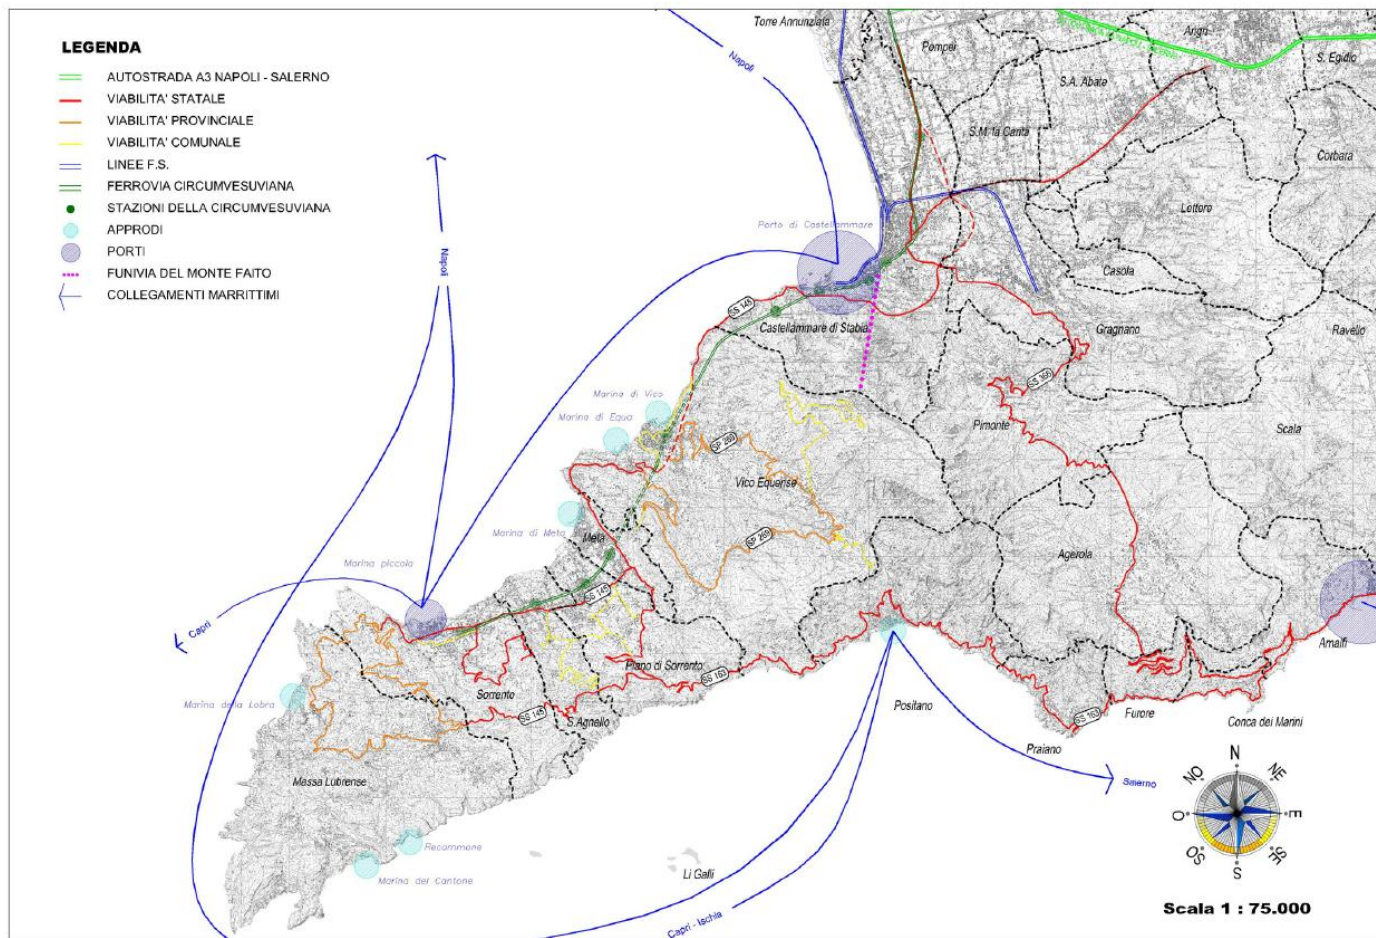 LEGENDA
AUTOSTRADA A3 NAPOLI - SALERNO
VIABILITA' STATALE
VIABILITA' PROVINCIALE
VIABILITA' COMUNALE
LINEE F.S.
FERROVIA CIRCUMVESUVIANA
STAZIONI DELLA CIRCUMVESUVIANA
APPRODI
PORTI
FUNIVIA DEL MONTE FAITO
COLLEGAMENTI MARRITTIMI
Torre Annunziata
Pompei
Angri
S. Egidio
S.A. Abate
Napoli
S.M. la Carità
Corbara
Lettere
Porto di Castellammare
Napoli
Casola
SS 145
Castellammare di Stabia
Gragnano
Ravello
SS 366
Marina di Vico
Marina di Equa
Pimonte
Scala
SP 269
Vico Equense
Marina di Meta
Meta
SP 269
Agerola
Marina piccola
SS 145
Capri
Amalfi
Piano di Sorrento
SS 163
Sorrento
Marina della Lobra
SS 145
S.Agnello
Positano
SS 163
Furore
Conca dei Marini
Praiano
Massa Lubrense
Salerno
Recommone
Marina del Cantone
Li Galli
Capri - Ischia
N
NO
NE
O
E
SO
SE
S
Scala 1 : 75.000